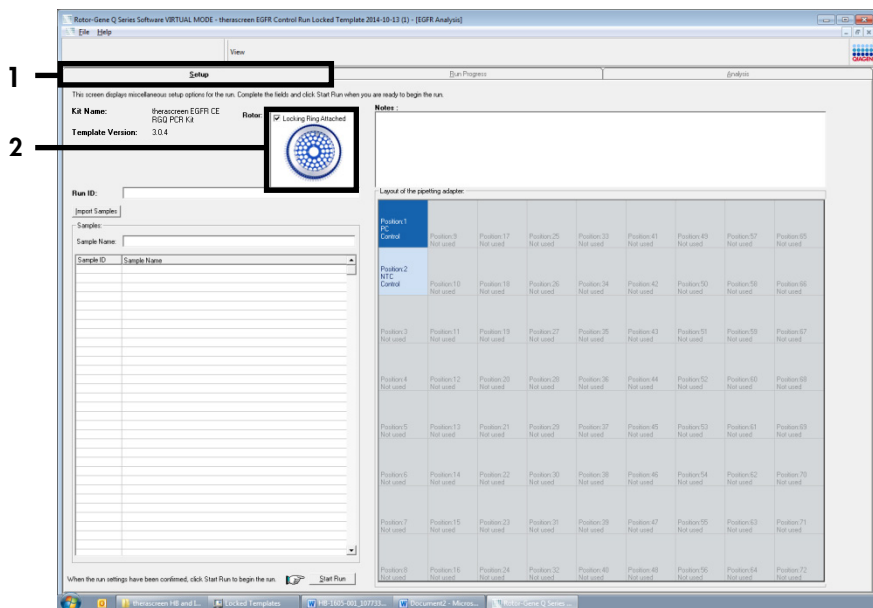 Rotor-Gene Q Series Software VIRTUAL MODE - therascreen EGFR Control Run Locked Template 2014-10-13 (1) - [EGFR Analysis]
File Help
View
QIAGEN
1
Setup
Run Progress
Analysis
This screen displays miscellaneous setup options for the run. Complete the fields and click Start Run when you are ready to begin the run.
Kit Name: therascreen EGFR CE
RGQ PCR Kit
Template Version: 3.0.4
Rotor:
Locking Ring Attached
2
Notes :
Run ID:
Import Samples
Samples:
Sample Name:
Sample ID Sample Name
Layout of the pipetting adapter:
Position:1
PC
Control
Position:9
Not used
Position:17
Not used
Position:25
Not used
Position:33
Not used
Position:41
Not used
Position:49
Not used
Position:57
Not used
Position:65
Not used
Position:2
NTC
Control
Position:10
Not used
Position:18
Not used
Position:26
Not used
Position:34
Not used
Position:42
Not used
Position:50
Not used
Position:58
Not used
Position:66
Not used
Position:3
Not used
Position:11
Not used
Position:19
Not used
Position:27
Not used
Position:35
Not used
Position:43
Not used
Position:51
Not used
Position:59
Not used
Position:67
Not used
Position:4
Not used
Position:12
Not used
Position:20
Not used
Position:28
Not used
Position:36
Not used
Position:44
Not used
Position:52
Not used
Position:60
Not used
Position:68
Not used
Position:5
Not used
Position:13
Not used
Position:21
Not used
Position:29
Not used
Position:37
Not used
Position:45
Not used
Position:53
Not used
Position:61
Not used
Position:69
Not used
Position:6
Not used
Position:14
Not used
Position:22
Not used
Position:30
Not used
Position:38
Not used
Position:46
Not used
Position:54
Not used
Position:62
Not used
Position:70
Not used
Position:7
Not used
Position:15
Not used
Position:23
Not used
Position:31
Not used
Position:39
Not used
Position:47
Not used
Position:55
Not used
Position:63
Not used
Position:71
Not used
Position:8
Not used
Position:16
Not used
Position:24
Not used
Position:32
Not used
Position:40
Not used
Position:48
Not used
Position:56
Not used
Position:64
Not used
Position:72
Not used
When the run settings have been confirmed, click Start Run to begin the run.
Start Run
therascreen HB and I...
Locked Templates
HB-1605-001_107733...
Document2 - Micros...
Rotor-Gene Q Series ...